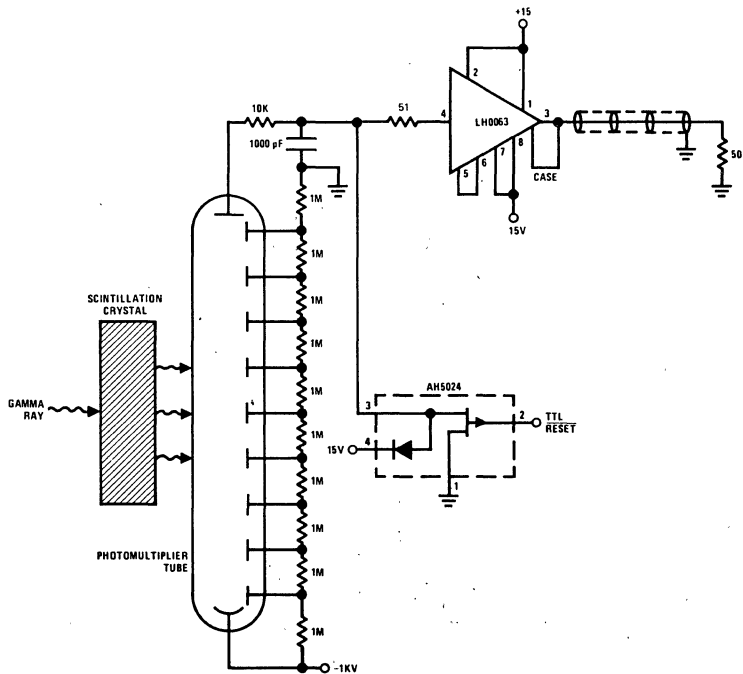 +15
2
10K
51
4
LH0063
1
3
1000 pF
8
7
6
5
CASE
50
15V
1M
1M
1M
1M
1M
1M
1M
1M
1M
1M
SCINTILLATION
CRYSTAL
GAMMA
RAY
AH5024
3
2
TTL
RESET
15V
4
1
PHOTOMULTIPLIER
TUBE
-1KV